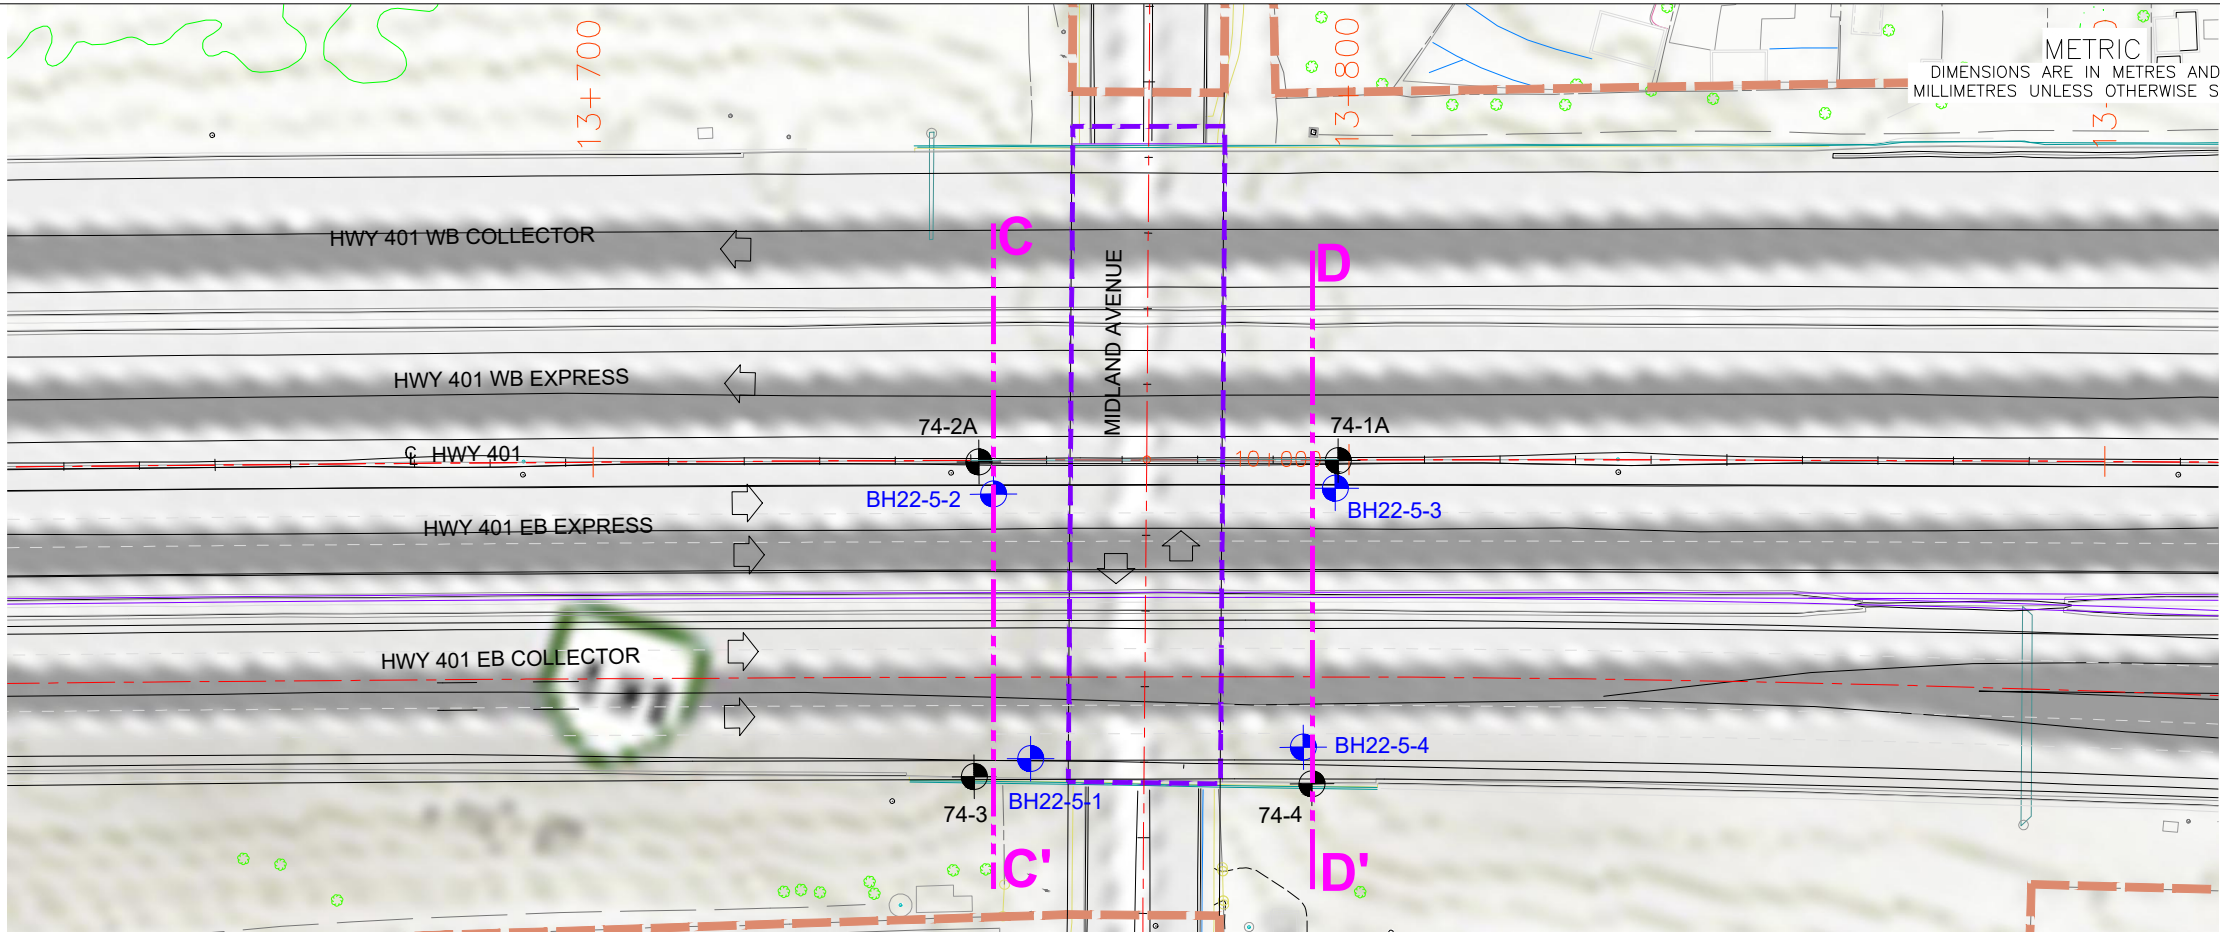 13+700
13+800
METRIC
DIMENSIONS ARE IN METRES AND
MILLIMETRES UNLESS OTHERWISE S
HWY 401 WB COLLECTOR
C
D
MIDLAND AVENUE
HWY 401 WB EXPRESS
74-2A
74-1A
℄ HWY 401
10+000
BH22-5-2
BH22-5-3
HWY 401 EB EXPRESS
HWY 401 EB COLLECTOR
BH22-5-4
74-3
BH22-5-1
74-4
C'
D'